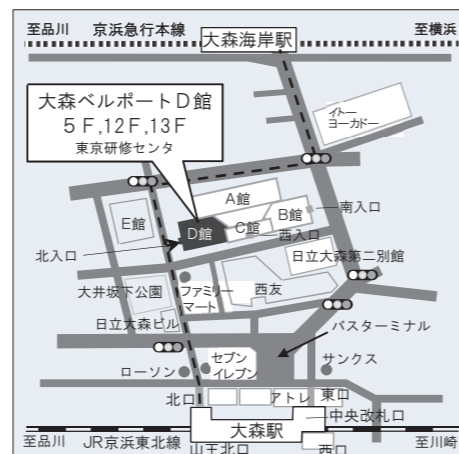 至品川 京浜急行本線
至横浜
大森海岸駅
大森ベルポートD館
5F,12F,13F
東京研修センタ
イトー
ヨーカドー
A館
E館
B館
南入口
D館
C館
西入口
北入口
日立大森第二別館
大井坂下公園
ファミリー
マート
西友
日立大森ビル
バスターミナル
セブン
イレブン
ローソン
サンクス
北口
アトレ
東口
中央改札口
大森駅
至品川
JR京浜東北線
山王北口
西口
至川崎